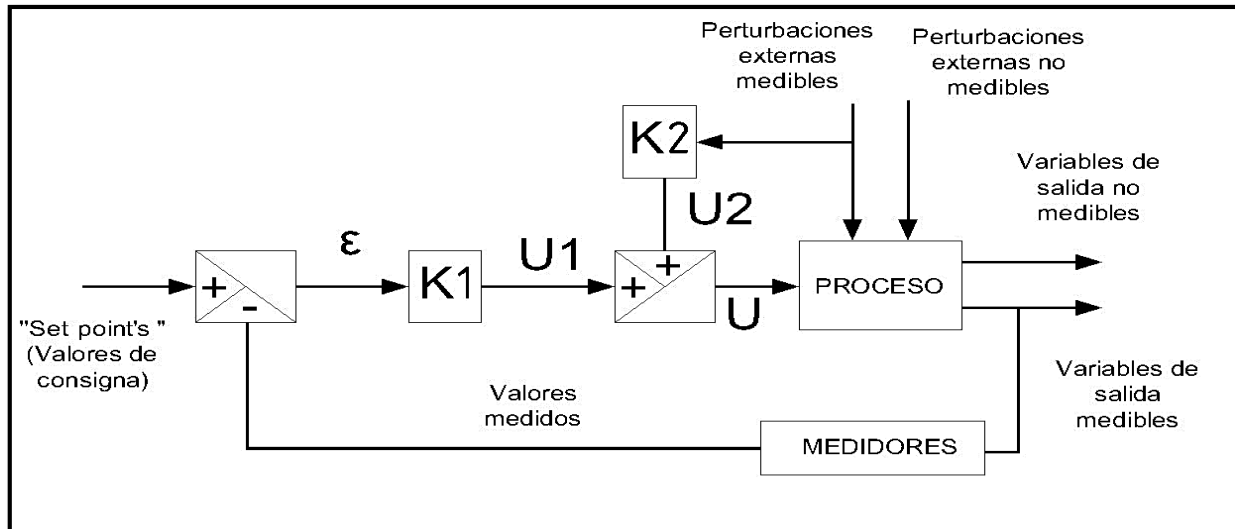 Perturbaciones
externas
medibles
Perturbaciones
externas no
medibles
K2
Variables de
salida no
medibles
U2
ε
K1
U1
+
-
+
+
U
PROCESO
"Set point's "
(Valores de
consigna)
Valores
medidos
Variables de
salida
medibles
MEDIDORES